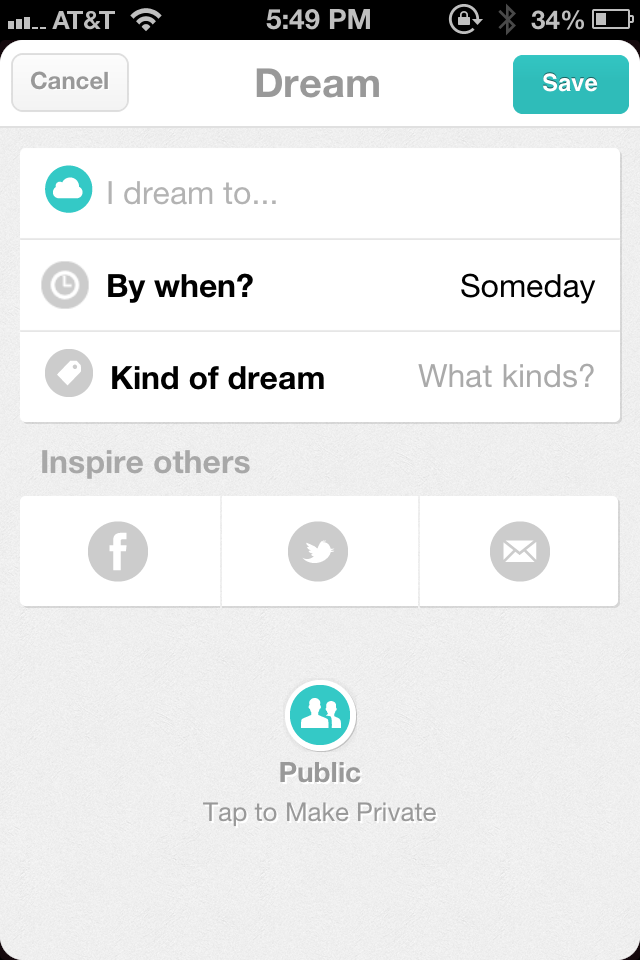 AT&T 5:49 PM 34%
Cancel Dream Save
I dream to...
By when? Someday
Kind of dream What kinds?
Inspire others
f
Public
Tap to Make Private